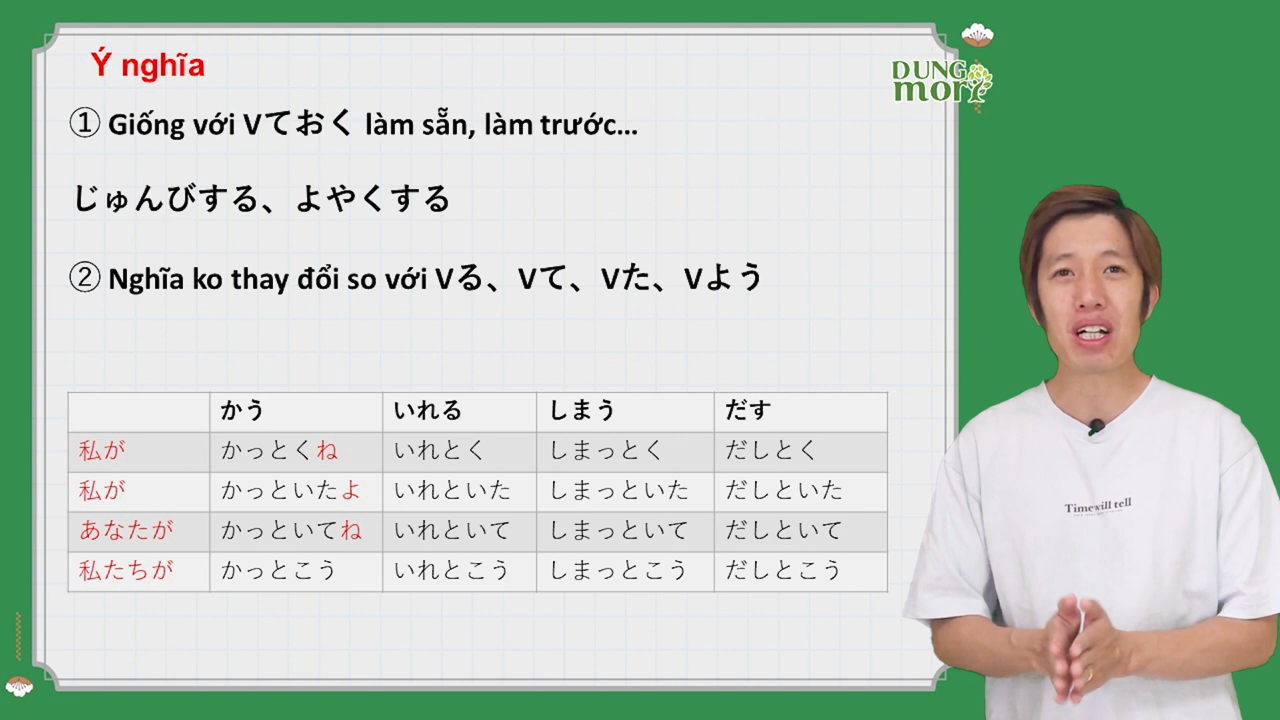 Ý nghĩa
DUNG
mori
① Giống với Vておく làm sẵn, làm trước...
じゅんびする、よやくする
② Nghĩa ko thay đổi so với Vる、Vて、Vた、Vよう
かう いれる しまう だす
私が かっとくね いれとく しまっとく だしとく
私が かっといたよ いれといた しまっといた だしといた
あなたが かっといてね いれといて しまっといて だしといて
私たちが かっとこう いれとこう しまっとこう だしとこう
Time will tell